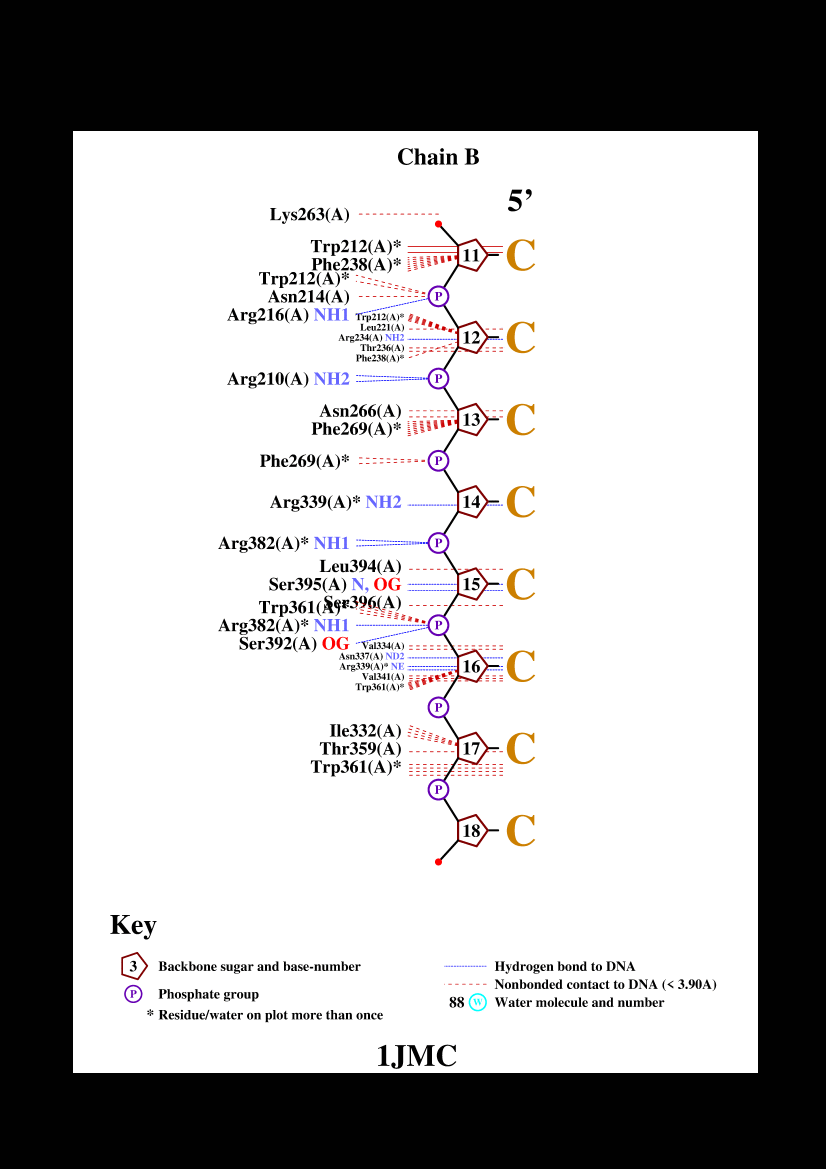 Chain B
5’
Lys263(A)
Trp212(A)*
11 C
Phe238(A)*
Trp212(A)*
Asn214(A) P
Arg216(A) NH1
Trp212(A)*
Leu221(A)
Arg234(A) NH2 12 C
Thr236(A)
Phe238(A)*
Arg210(A) NH2 P
Asn266(A)
13 C
Phe269(A)*
Phe269(A)* P
Arg339(A)* NH2 14 C
Arg382(A)* NH1 P
Leu394(A)
Ser395(A) N, OG 15 C
Ser396(A)
Trp361(A)*
Arg382(A)* NH1 P
Ser392(A) OG
Val334(A)
Asn337(A) ND2
Arg339(A)* NE 16 C
Val341(A)
Trp361(A)*
P
Ile332(A)
Thr359(A) 17 C
Trp361(A)*
P
18 C
Key
3 Backbone sugar and base-number
P Phosphate group
* Residue/water on plot more than once
Hydrogen bond to DNA
Nonbonded contact to DNA (< 3.90A)
88 W Water molecule and number
1JMC